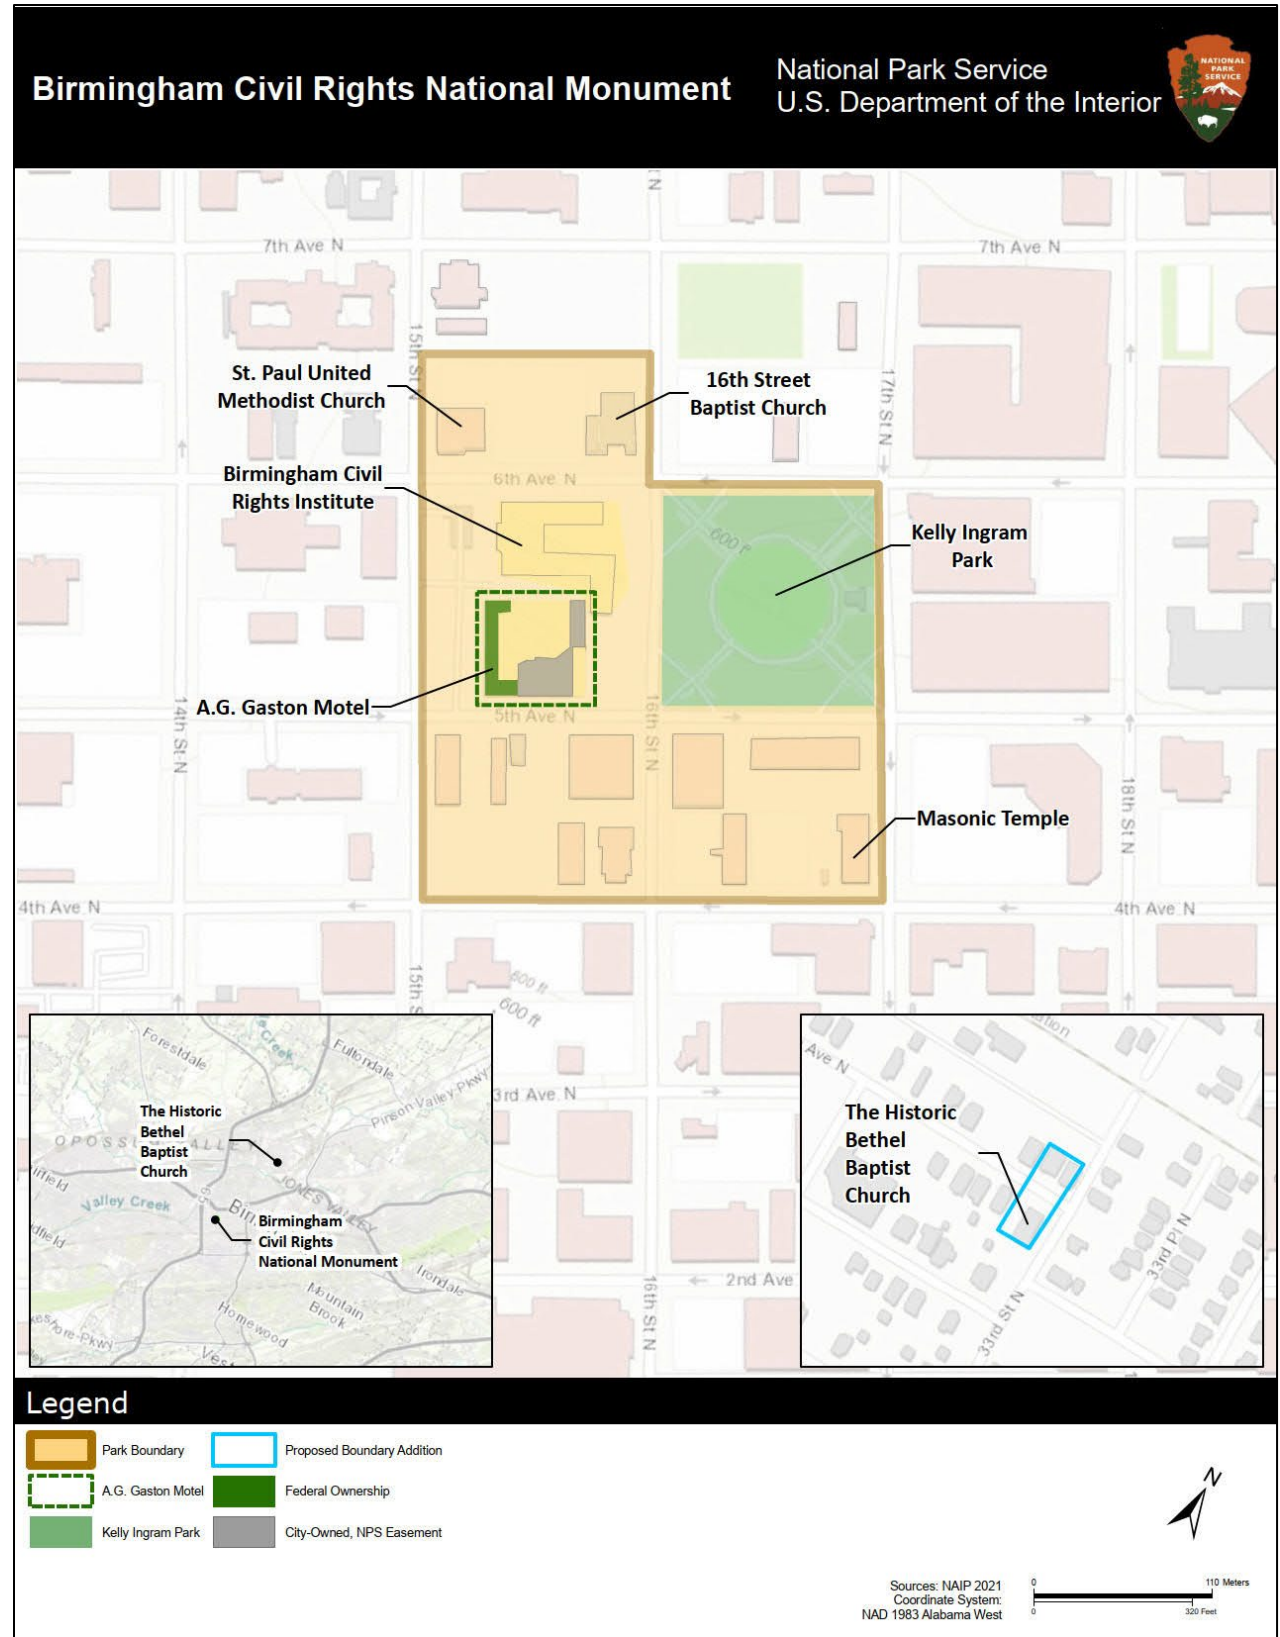 Birmingham Civil Rights National Monument
National Park Service
U.S. Department of the Interior
NATIONAL
PARK
SERVICE
N
7th Ave N
7th Ave N
15th St N
St. Paul United
Methodist Church
16th Street
Baptist Church
17th St N
Birmingham Civil
Rights Institute
6th Ave N
600 ft
Kelly Ingram
Park
A.G. Gaston Motel
14th St N
5th Ave N
16th St N
18th St N
Masonic Temple
4th Ave N
4th Ave N
15th S
600 ft
600 ft
3rd Ave N
2nd Ave
16th St N
Forestdale
Creek
Fultondale
Pinson-Valley-Pkwy
The Historic
Bethel
Baptist
Church
JONES VALLEY
Valley Creek
65
Birmingham
Civil Rights
National Monument
Irondale
Mountain
Brook
Homewood
Ave N
The Historic
Bethel
Baptist
Church
33rd Pl N
33rd St N
Legend
Park Boundary
Proposed Boundary Addition
A.G. Gaston Motel
Federal Ownership
Kelly Ingram Park
City-Owned, NPS Easement
N
Sources: NAIP 2021
Coordinate System:
NAD 1983 Alabama West
0 110 Meters
0 320 Feet